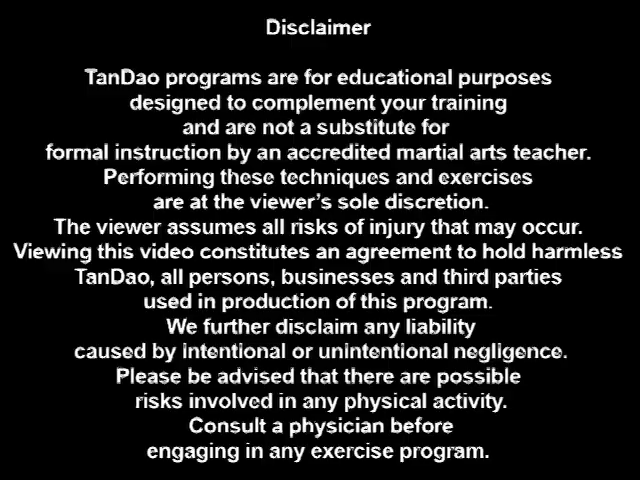 Disclaimer
TanDao programs are for educational purposes
designed to complement your training
and are not a substitute for
formal instruction by an accredited martial arts teacher.
Performing these techniques and exercises
are at the viewer's sole discretion.
The viewer assumes all risks of injury that may occur.
Viewing this video constitutes an agreement to hold harmless
TanDao, all persons, businesses and third parties
used in production of this program.
We further disclaim any liability
caused by intentional or unintentional negligence.
Please be advised that there are possible
risks involved in any physical activity.
Consult a physician before
engaging in any exercise program.